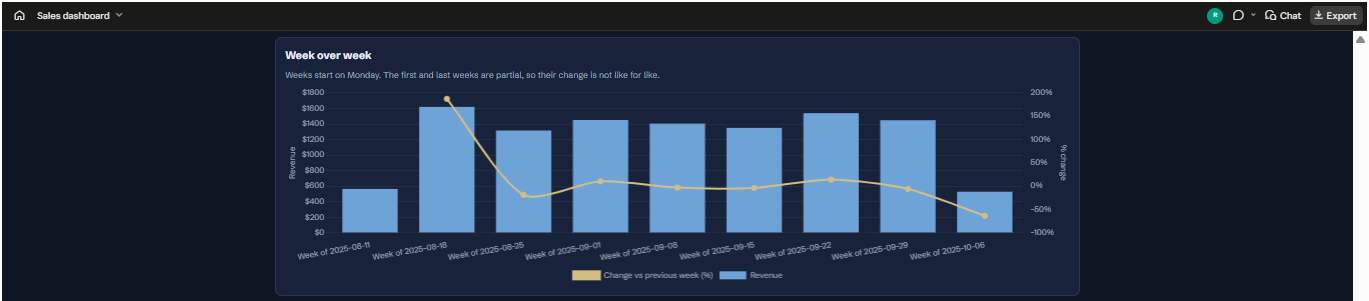 Sales dashboard
R
Chat
Export
Week over week
Weeks start on Monday. The first and last weeks are partial, so their change is not like for like.
$1800
$1600
$1400
$1200
$1000
$800
$600
$400
$200
$0
Revenue
200%
150%
100%
50%
0%
-50%
-100%
% change
Week of 2025-08-11
Week of 2025-08-18
Week of 2025-08-25
Week of 2025-09-01
Week of 2025-09-08
Week of 2025-09-15
Week of 2025-09-22
Week of 2025-09-29
Week of 2025-10-06
Change vs previous week (%)
Revenue